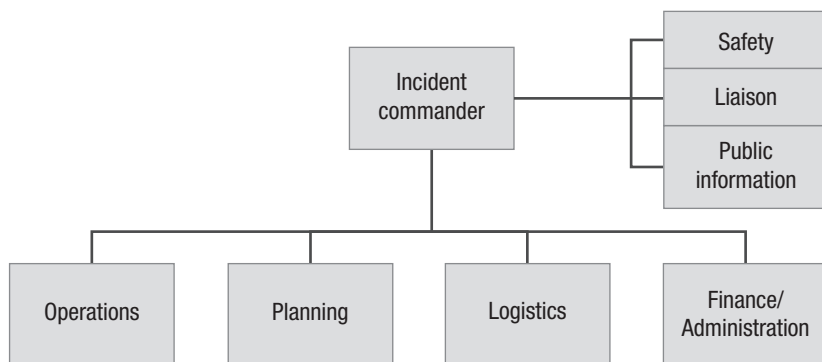 Safety
Incident
commander
Liaison
Public
information
Operations
Planning
Logistics
Finance/
Administration